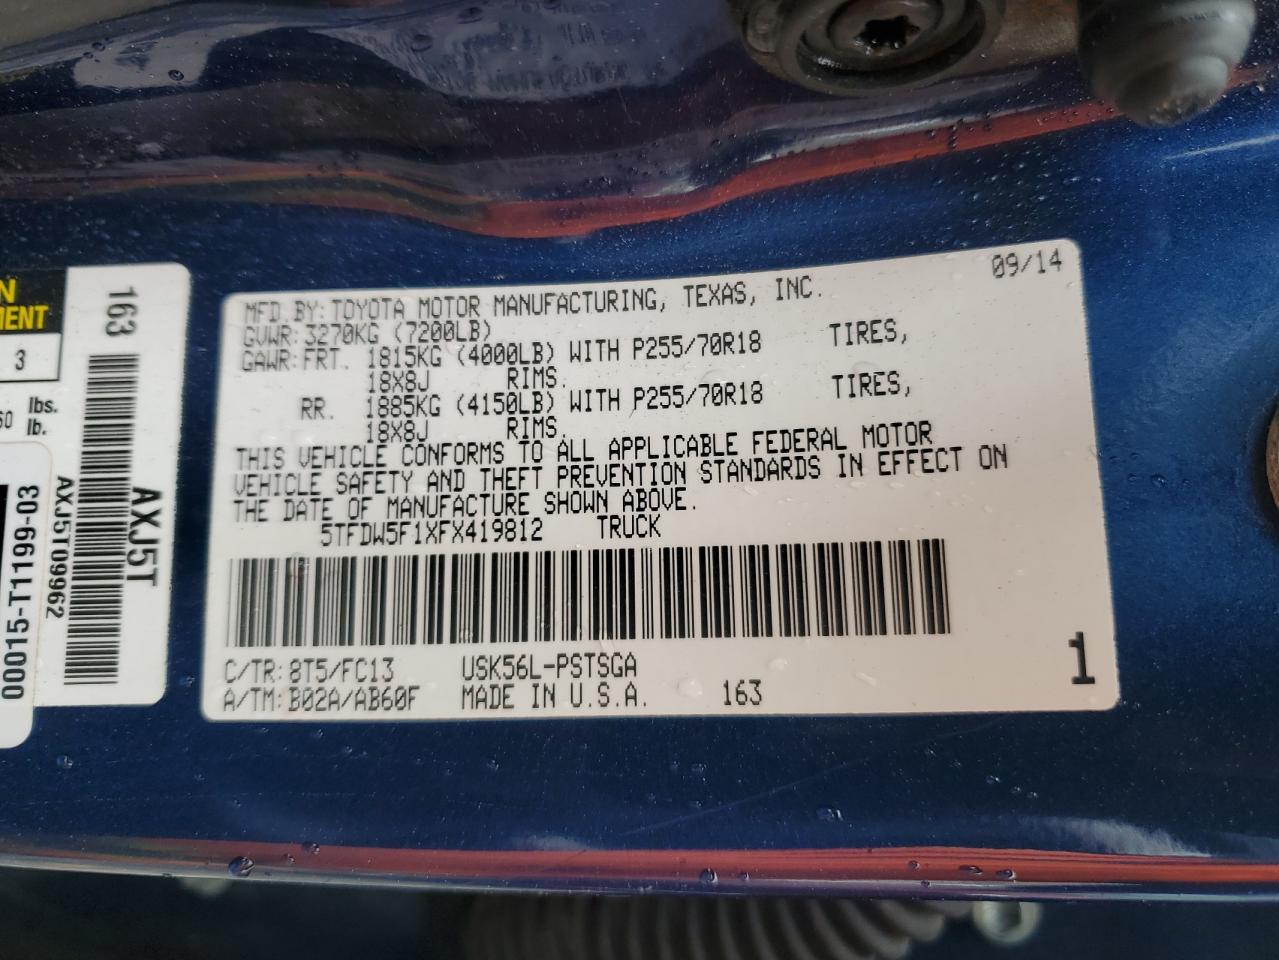 N
MENT
3
60 lbs.
lb.
163
AXJ5T
AXJ5T09962
00015-T1199-03
09/14
MFD.BY:TOYOTA MOTOR MANUFACTURING, TEXAS, INC.
GVWR:3270KG (7200LB)
GAWR:FRT. 1815KG (4000LB) WITH P255/70R18 TIRES,
18X8J RIMS.
RR. 1885KG (4150LB) WITH P255/70R18 TIRES,
18X8J RIMS.
THIS VEHICLE CONFORMS TO ALL APPLICABLE FEDERAL MOTOR
VEHICLE SAFETY AND THEFT PREVENTION STANDARDS IN EFFECT ON
THE DATE OF MANUFACTURE SHOWN ABOVE.
5TFDW5F1XFX419812 TRUCK
C/TR:8T5/FC13 USK56L-PSTSGA
A/TM:B02A/AB60F MADE IN U.S.A. 163
1